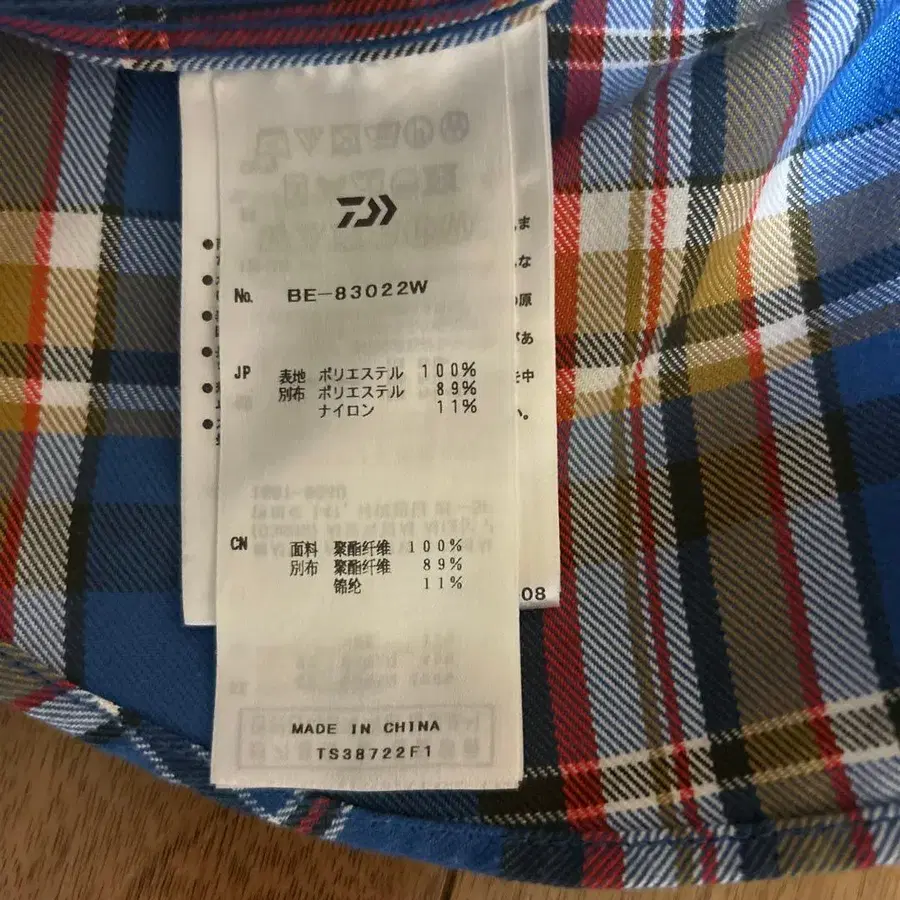 No. BE-83022W
JP 表地 ポリエステル 100%
別布 ポリエステル 89%
ナイロン 11%
CN 面料 聚酯纤维 100%
別布 聚酯纤维 89%
锦纶 11%
08
MADE IN CHINA
TS38722F1